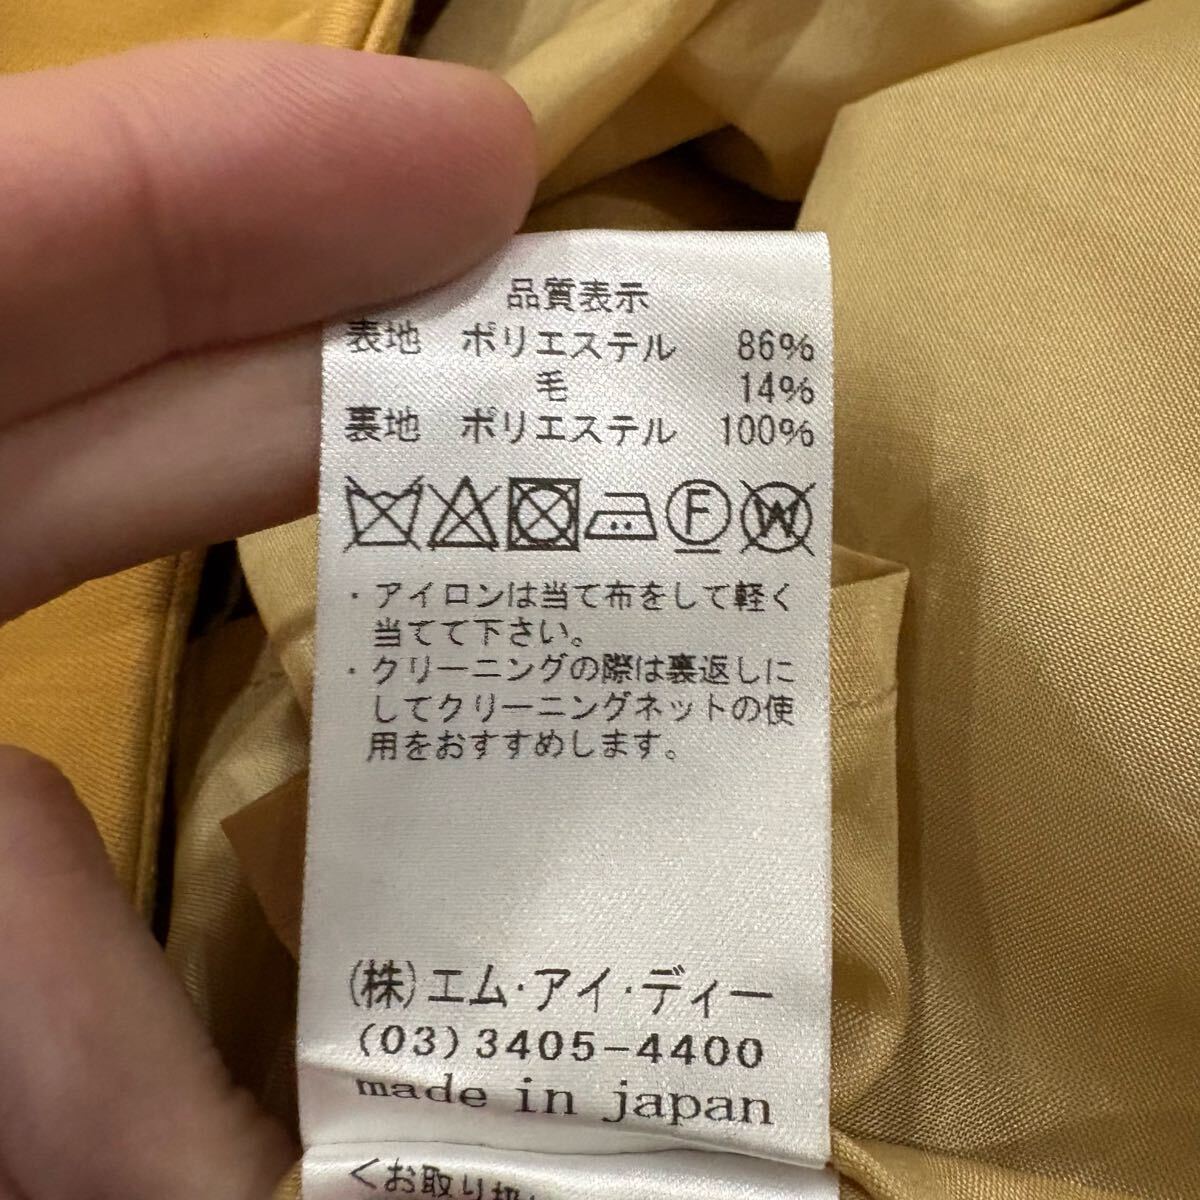 品質表示
表地 ポリエステル 86%
毛 14%
裏地 ポリエステル 100%
F W
・アイロンは当て布をして軽く
当てて下さい。
・クリーニングの際は裏返しに
してクリーニングネットの使
用をおすすめします。
(株)エム・アイ・ディー
(03)3405-4400
made in japan
<お取り扱